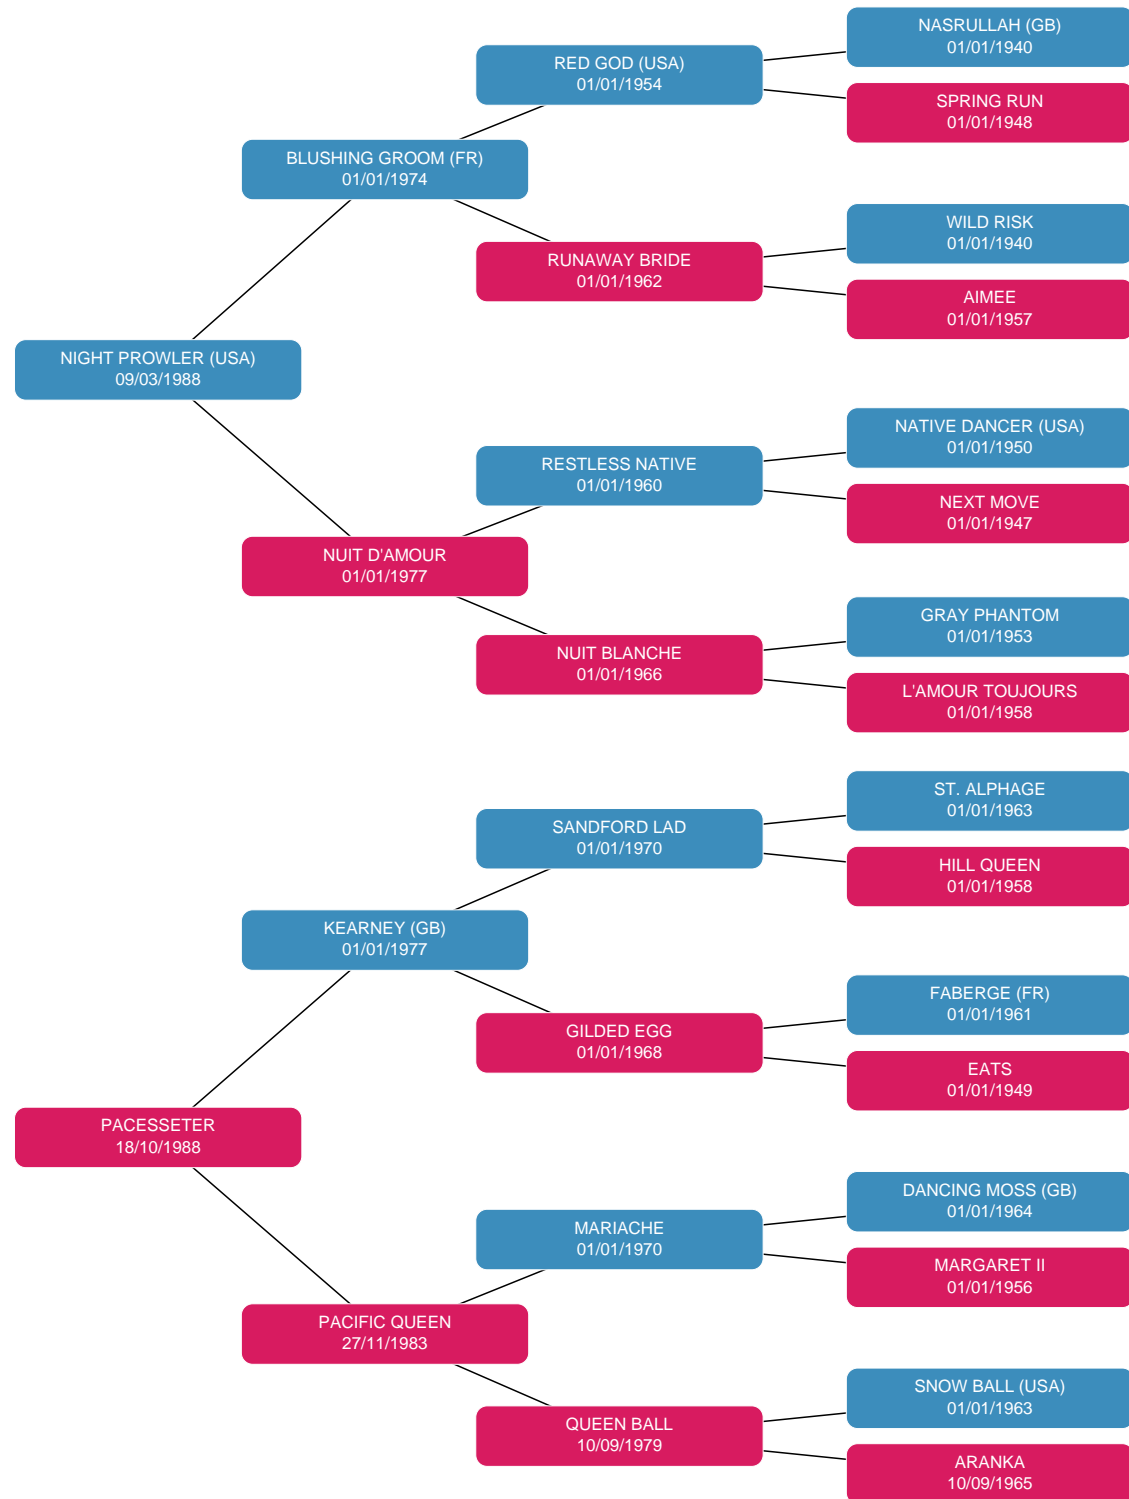 NASRULLAH (GB)
01/01/1940
RED GOD (USA)
01/01/1954
SPRING RUN
01/01/1948
BLUSHING GROOM (FR)
01/01/1974
WILD RISK
01/01/1940
RUNAWAY BRIDE
01/01/1962
AIMEE
01/01/1957
NIGHT PROWLER (USA)
09/03/1988
NATIVE DANCER (USA)
01/01/1950
RESTLESS NATIVE
01/01/1960
NEXT MOVE
01/01/1947
NUIT D'AMOUR
01/01/1977
GRAY PHANTOM
01/01/1953
NUIT BLANCHE
01/01/1966
L'AMOUR TOUJOURS
01/01/1958
ST. ALPHAGE
01/01/1963
SANDFORD LAD
01/01/1970
HILL QUEEN
01/01/1958
KEARNEY (GB)
01/01/1977
FABERGE (FR)
01/01/1961
GILDED EGG
01/01/1968
EATS
01/01/1949
PACESSETER
18/10/1988
DANCING MOSS (GB)
01/01/1964
MARIACHE
01/01/1970
MARGARET II
01/01/1956
PACIFIC QUEEN
27/11/1983
SNOW BALL (USA)
01/01/1963
QUEEN BALL
10/09/1979
ARANKA
10/09/1965